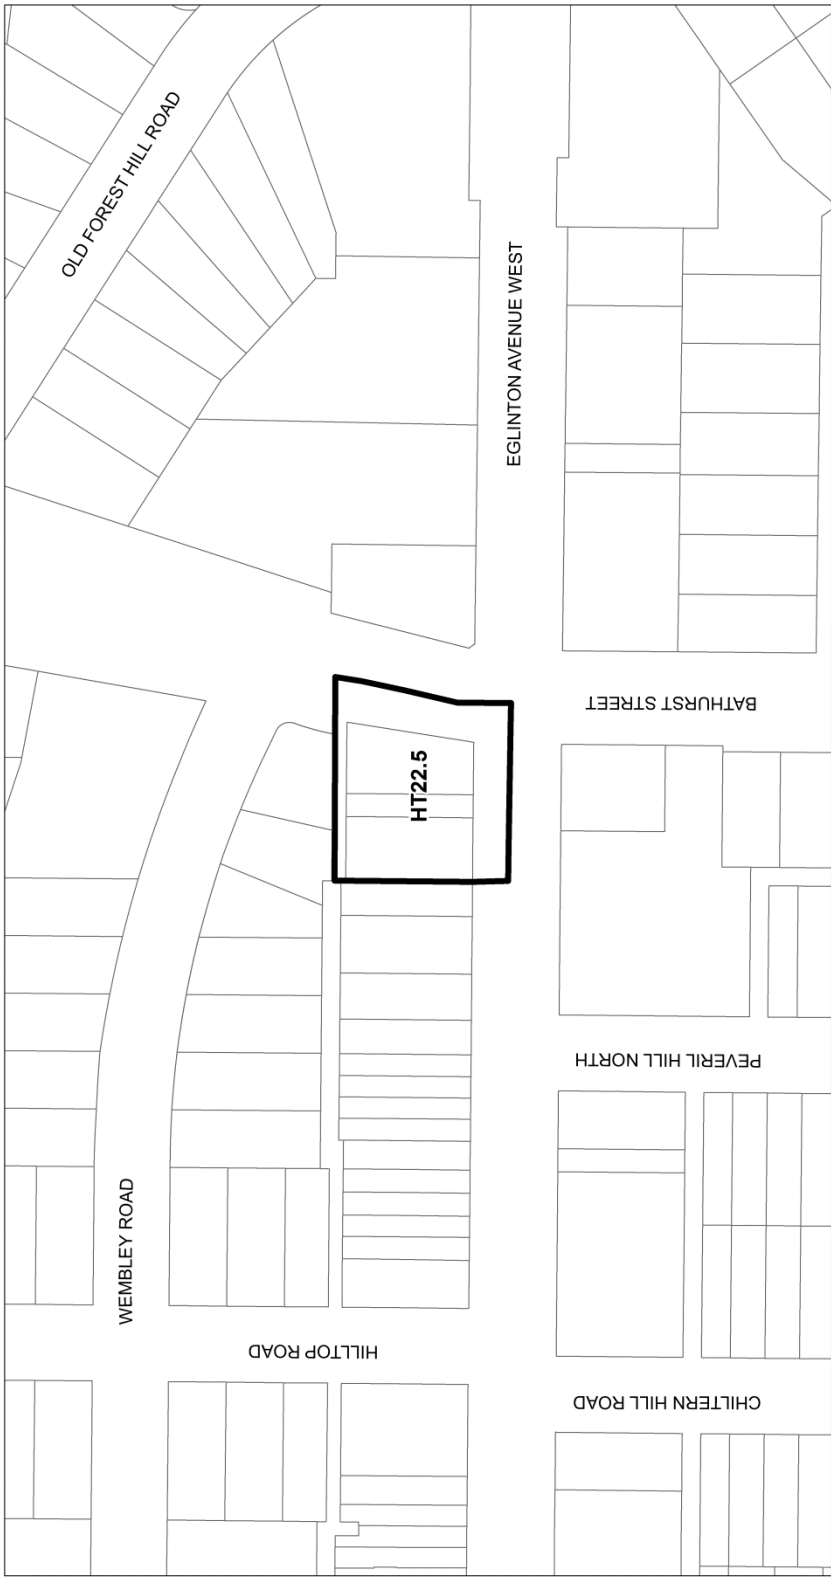 OLD FOREST HILL ROAD
EGLINTON AVENUE WEST
BATHURST STREET
HT22.5
PEVERIL HILL NORTH
WEMBLEY ROAD
HILLTOP ROAD
CHILTERN HILL ROAD